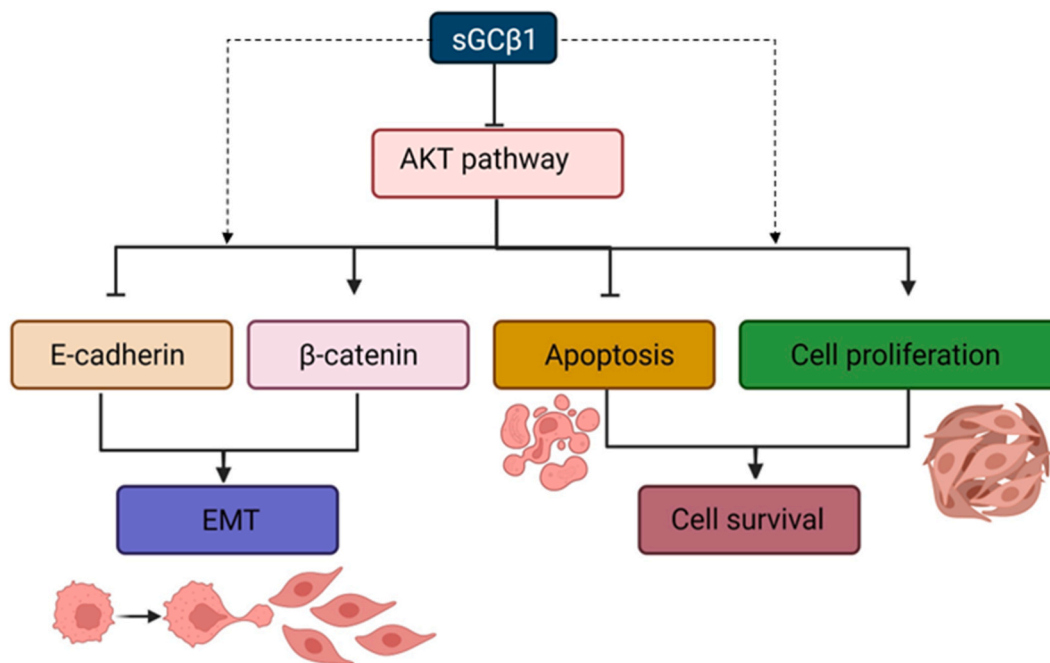 sGCβ1
AKT pathway
E-cadherin
β-catenin
Apoptosis
Cell proliferation
EMT
Cell survival